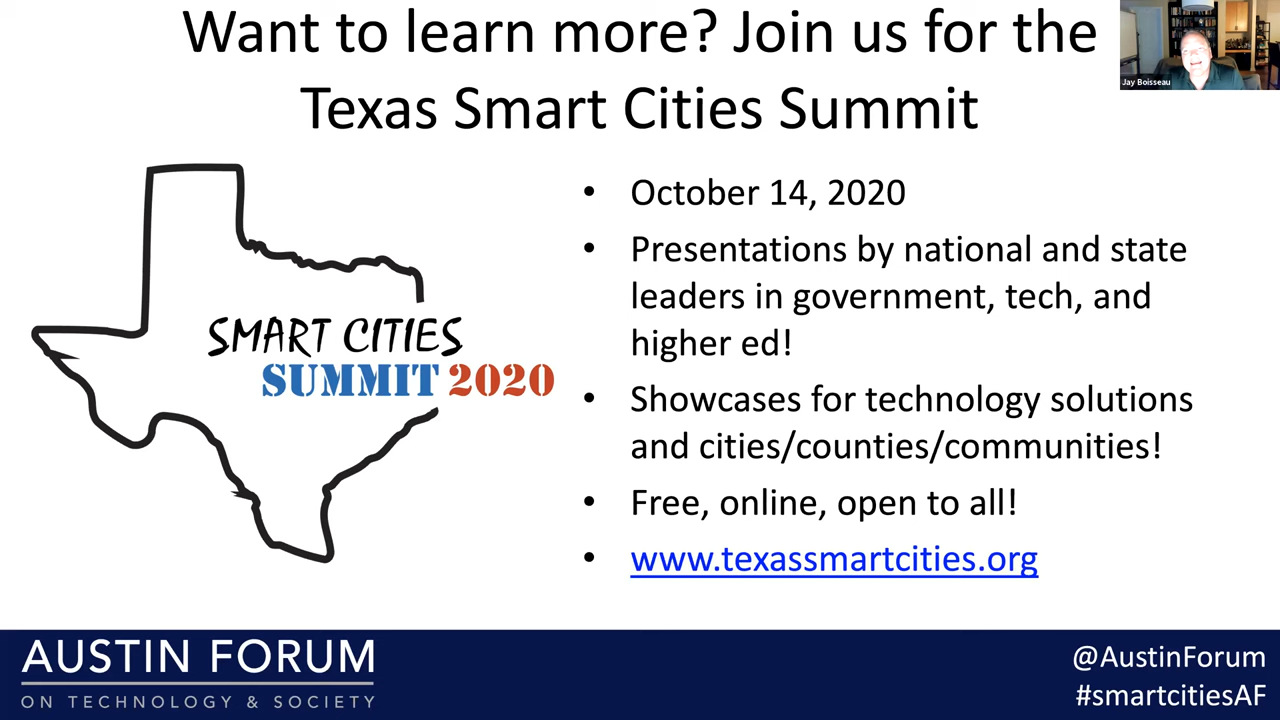 Want to learn more? Join us for the
Texas Smart Cities Summit
Jay Boisseau
SMART CITIES
SUMMIT 2020
• October 14, 2020
• Presentations by national and state
leaders in government, tech, and
higher ed!
• Showcases for technology solutions
and cities/counties/communities!
• Free, online, open to all!
• www.texassmartcities.org
AUSTIN FORUM
ON TECHNOLOGY & SOCIETY
@AustinForum
#smartcitiesAF